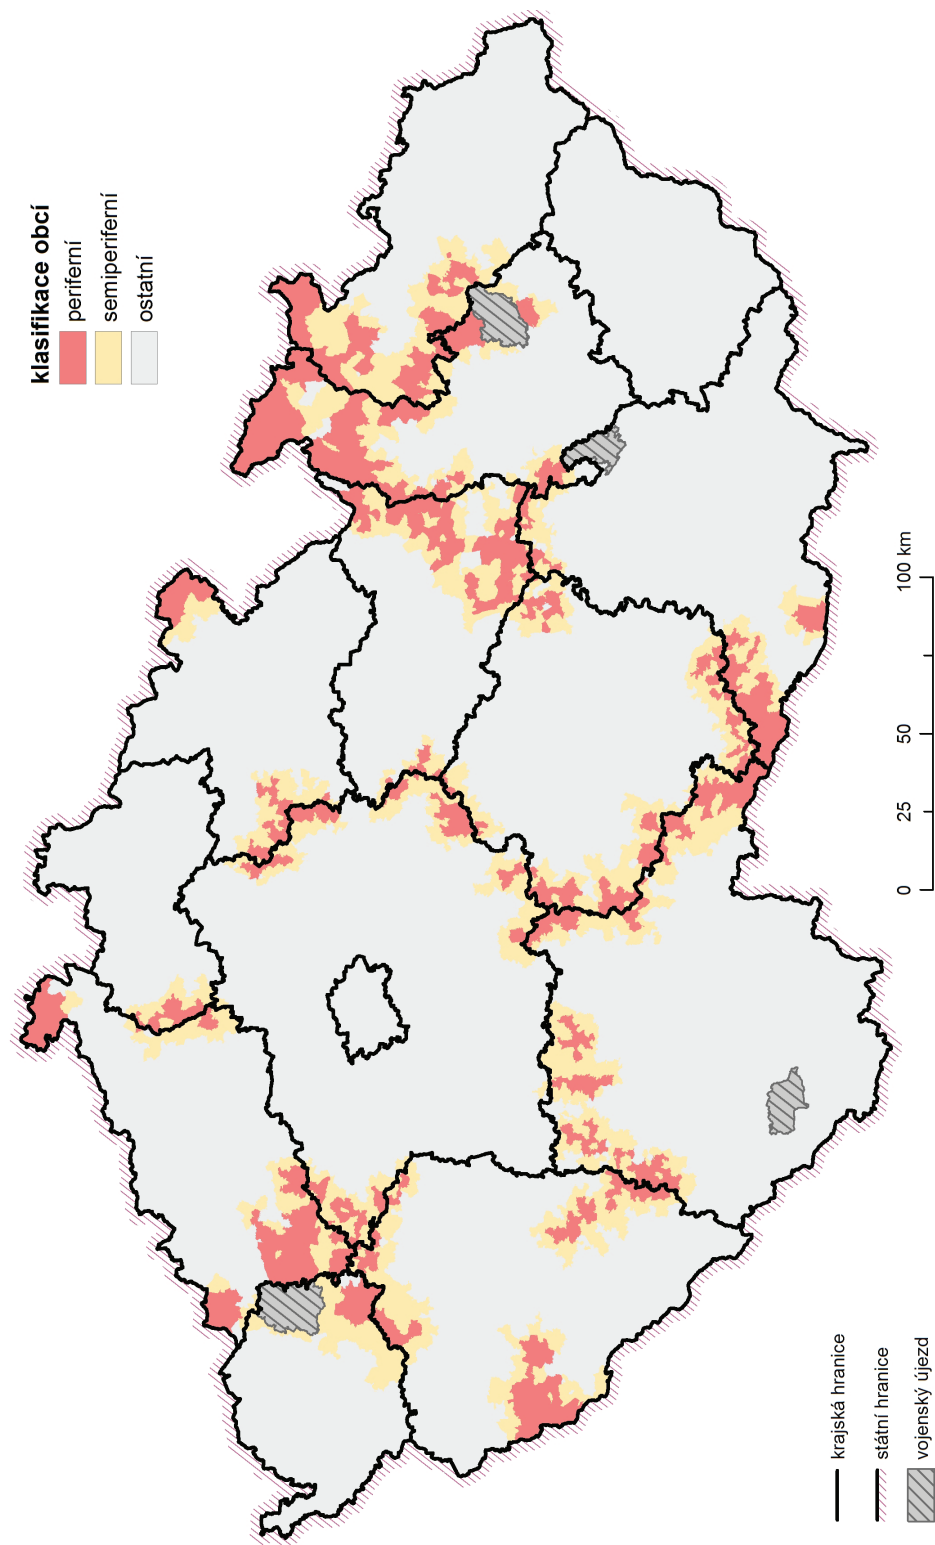 klasifikace obcí
periferní
semiperiferní
ostatní
krajská hranice
státní hranice
vojenský újezd
0 25 50 100 km